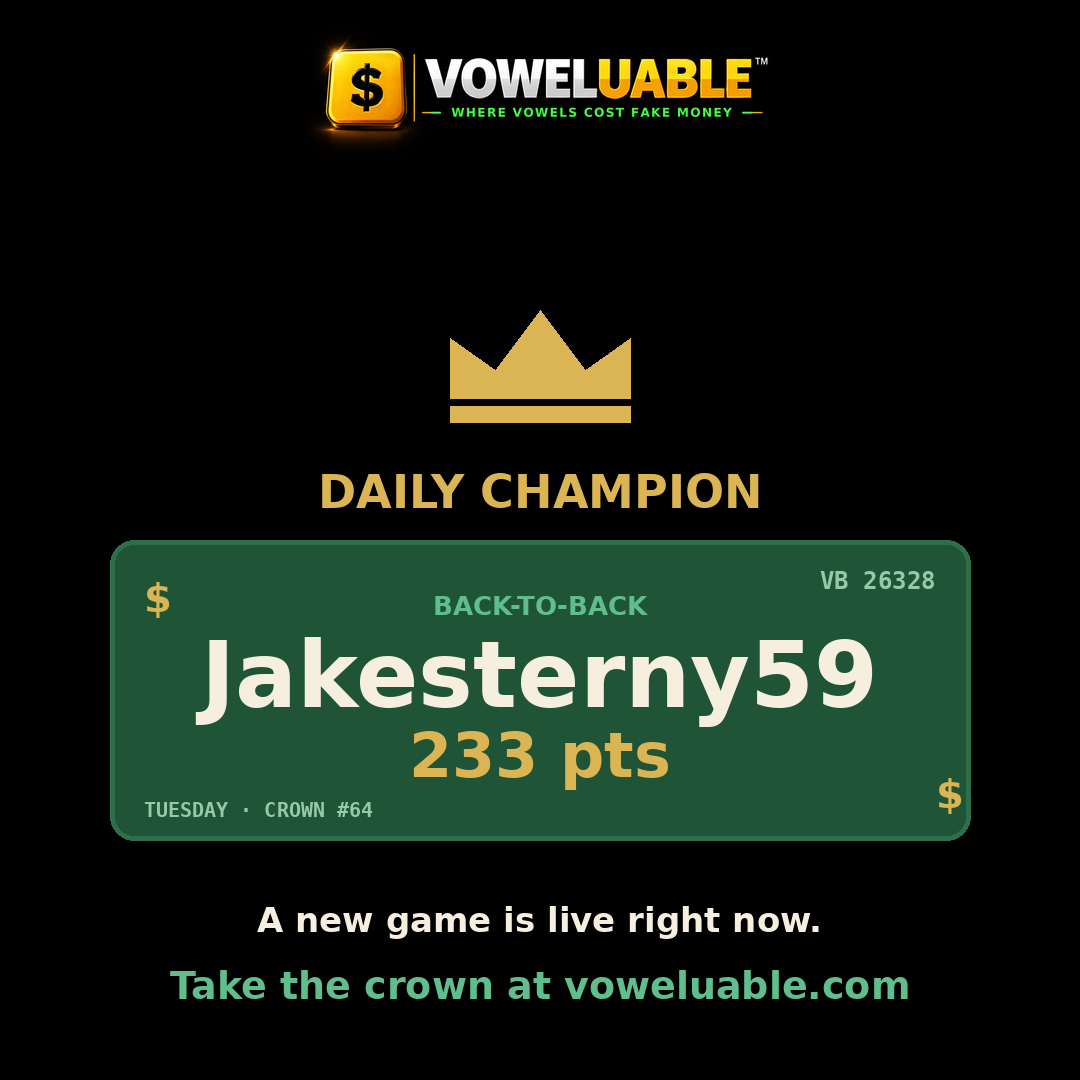 $ VOWELUABLE™
WHERE VOWELS COST FAKE MONEY
DAILY CHAMPION
VB 26328
$
BACK-TO-BACK
Jakesterny59
233 pts
$
TUESDAY · CROWN #64
A new game is live right now.
Take the crown at voweluable.com